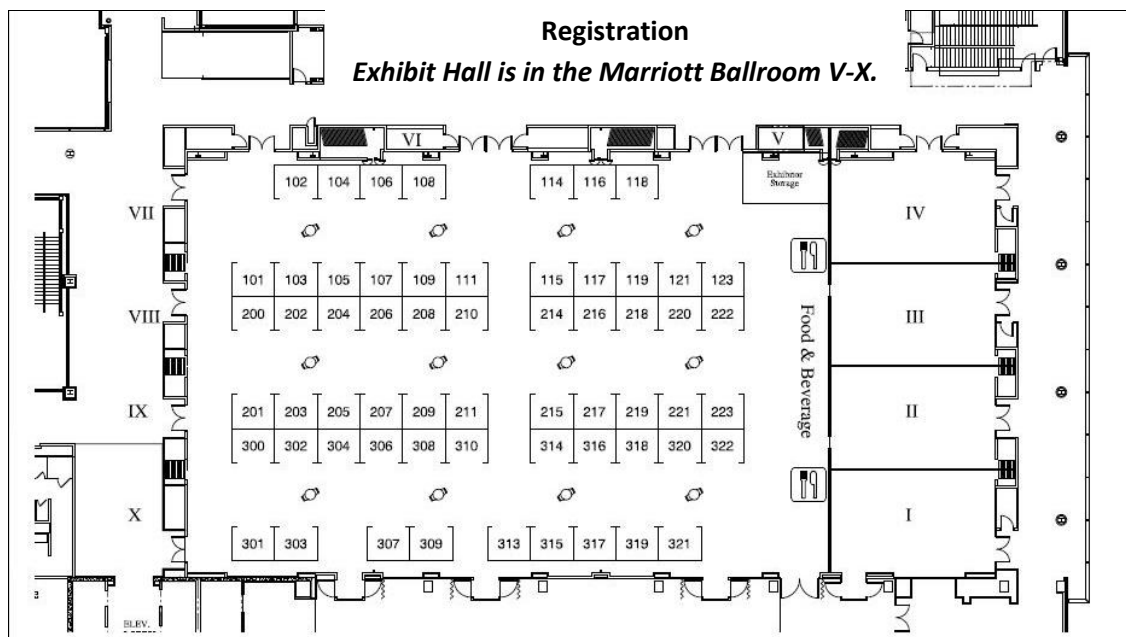 Registration
Exhibit Hall is in the Marriott Ballroom V-X.
VI
V
102 104 106 108
114 116 118
Exhibitor
Storage
VII
IV
101 103 105 107 109 111
115 117 119 121 123
200 202 204 206 208 210
214 216 218 220 222
VIII
III
Food & Beverage
201 203 205 207 209 211
215 217 219 221 223
IX
II
300 302 304 306 308 310
314 316 318 320 322
X
I
301 303
307 309
313 315 317 319 321
ELEV.